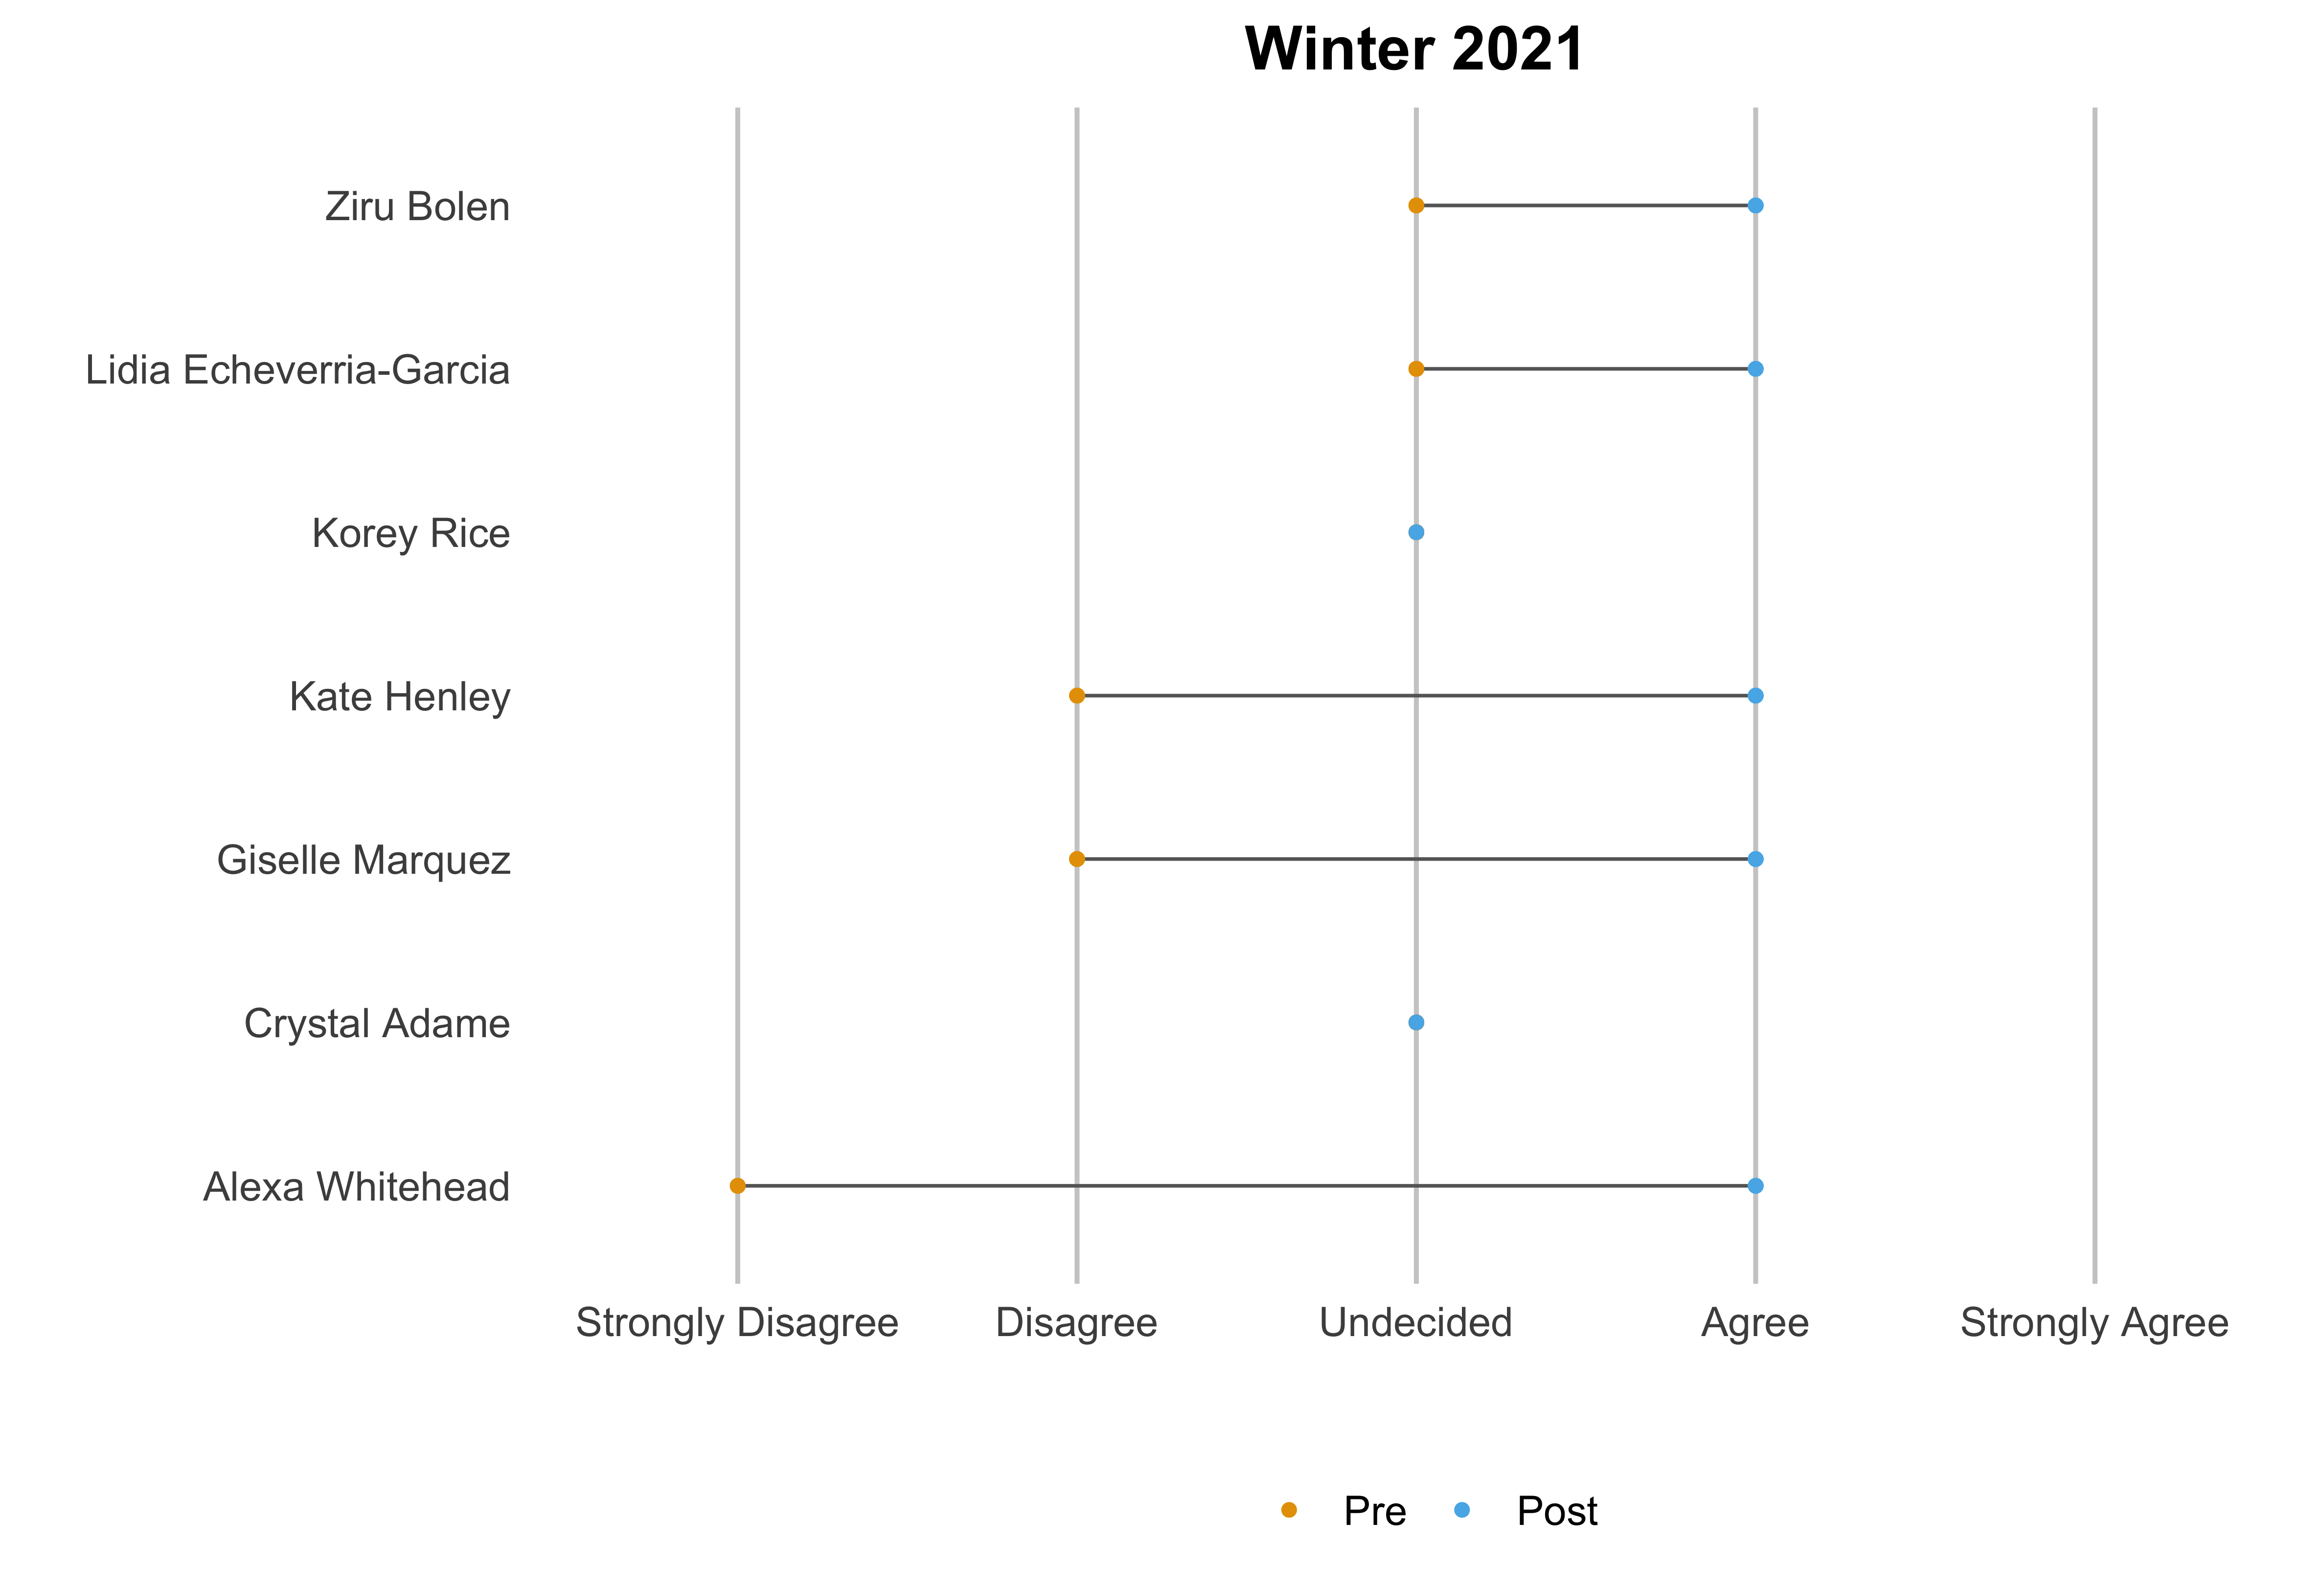 Winter 2021
Ziru Bolen
Lidia Echeverria-Garcia
Korey Rice
Kate Henley
Giselle Marquez
Crystal Adame
Alexa Whitehead
Strongly Disagree Disagree Undecided Agree Strongly Agree
Pre Post